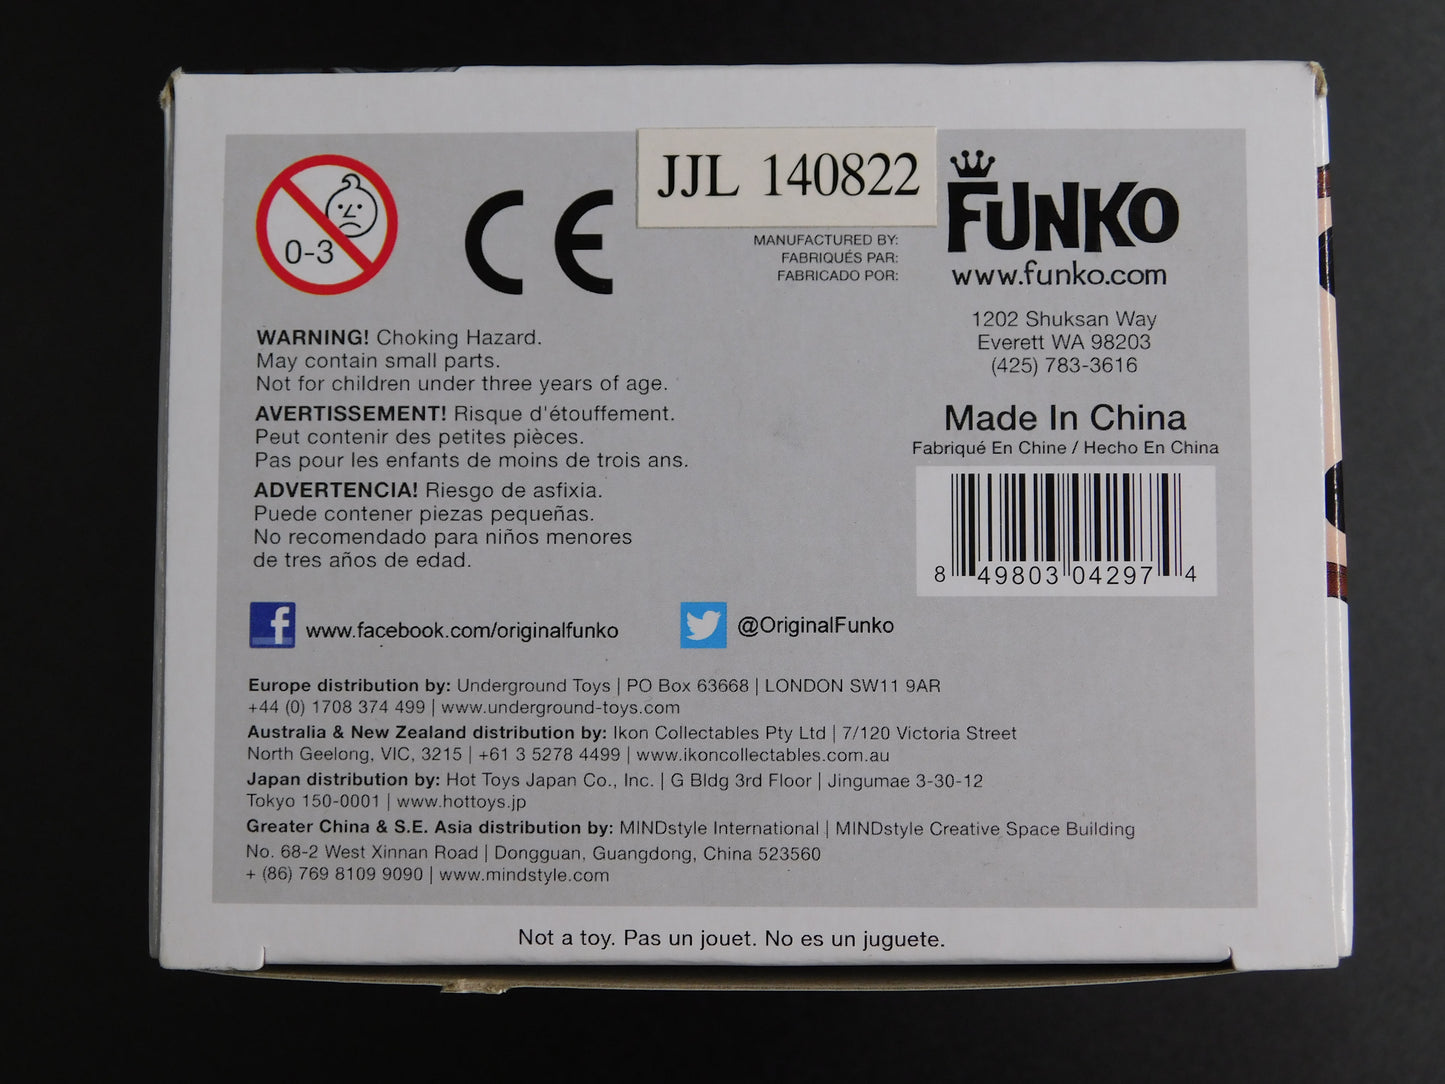 0-3
CE
JJL 140822
MANUFACTURED BY:
FABRIQUÉS PAR:
FABRICADO POR:
FUNKO
www.funko.com
1202 Shuksan Way
Everett WA 98203
(425) 783-3616
Made In China
Fabriqué En Chine / Hecho En China
8 49803 04297 4
WARNING! Choking Hazard.
May contain small parts.
Not for children under three years of age.
AVERTISSEMENT! Risque d'étouffement.
Peut contenir des petites pièces.
Pas pour les enfants de moins de trois ans.
ADVERTENCIA! Riesgo de asfixia.
Puede contener piezas pequeñas.
No recomendado para niños menores
de tres años de edad.
f www.facebook.com/originalfunko
@OriginalFunko
Europe distribution by: Underground Toys | PO Box 63668 | LONDON SW11 9AR
+44 (0) 1708 374 499 | www.underground-toys.com
Australia & New Zealand distribution by: Ikon Collectables Pty Ltd | 7/120 Victoria Street
North Geelong, VIC, 3215 | +61 3 5278 4499 | www.ikoncollectables.com.au
Japan distribution by: Hot Toys Japan Co., Inc. | G Bldg 3rd Floor | Jingumae 3-30-12
Tokyo 150-0001 | www.hottoys.jp
Greater China & S.E. Asia distribution by: MINDstyle International | MINDstyle Creative Space Building
No. 68-2 West Xinnan Road | Dongguan, Guangdong, China 523560
+ (86) 769 8109 9090 | www.mindstyle.com
Not a toy. Pas un jouet. No es un juguete.